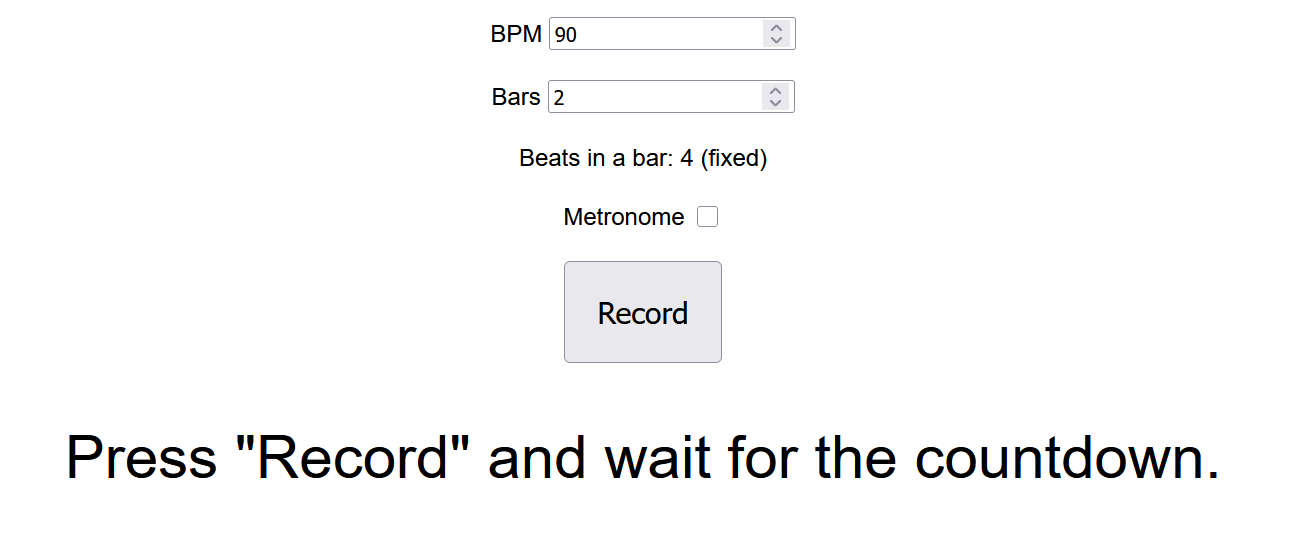 BPM 90
Bars 2
Beats in a bar: 4 (fixed)
Metronome
Record
Press "Record" and wait for the countdown.